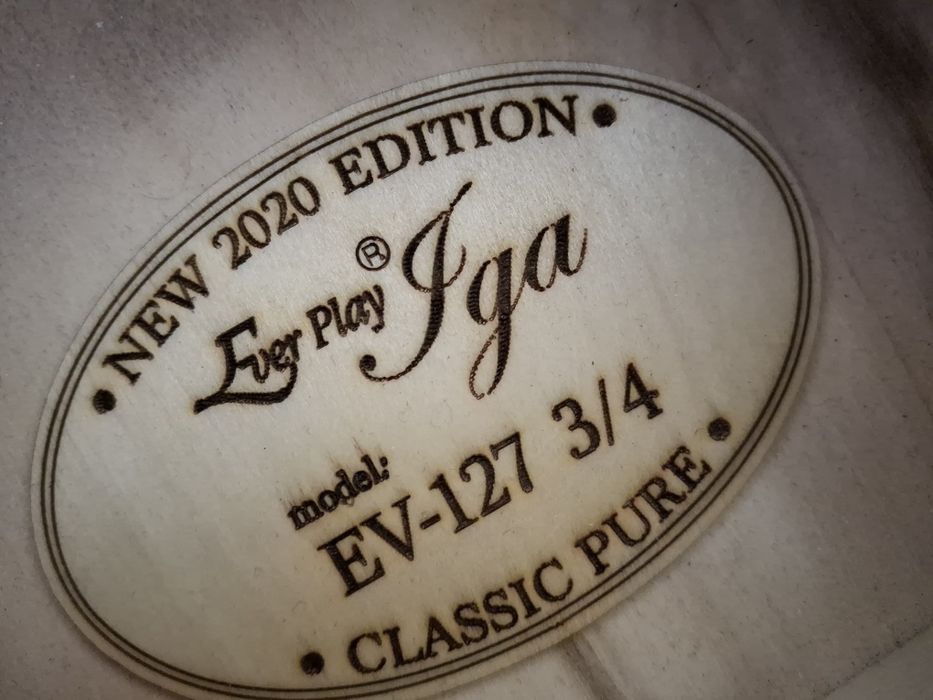 • NEW 2020 EDITION •
Ever Play® Iga
model:
EV-127 3/4
• CLASSIC PURE •